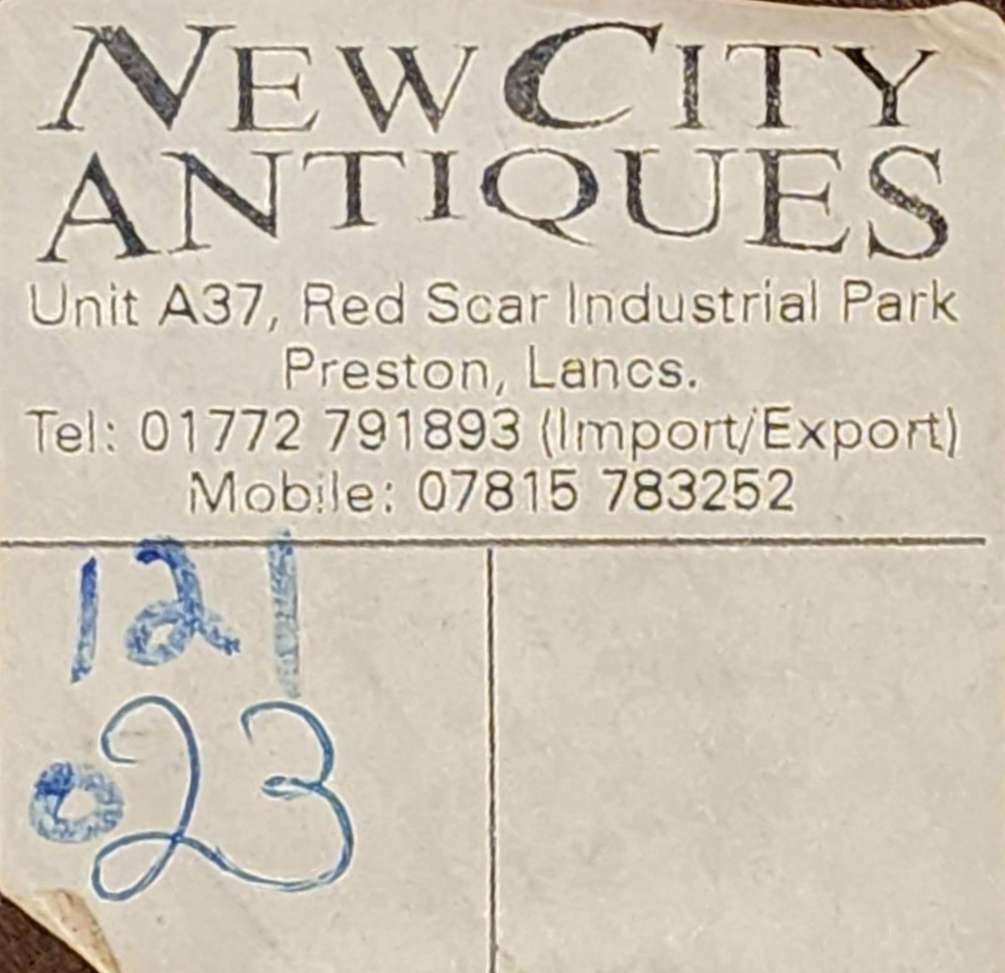 NEW CITY
ANTIQUES
Unit A37, Red Scar Industrial Park
Preston, Lancs.
Tel: 01772 791893 (Import/Export)
Mobile: 07815 783252
121
023